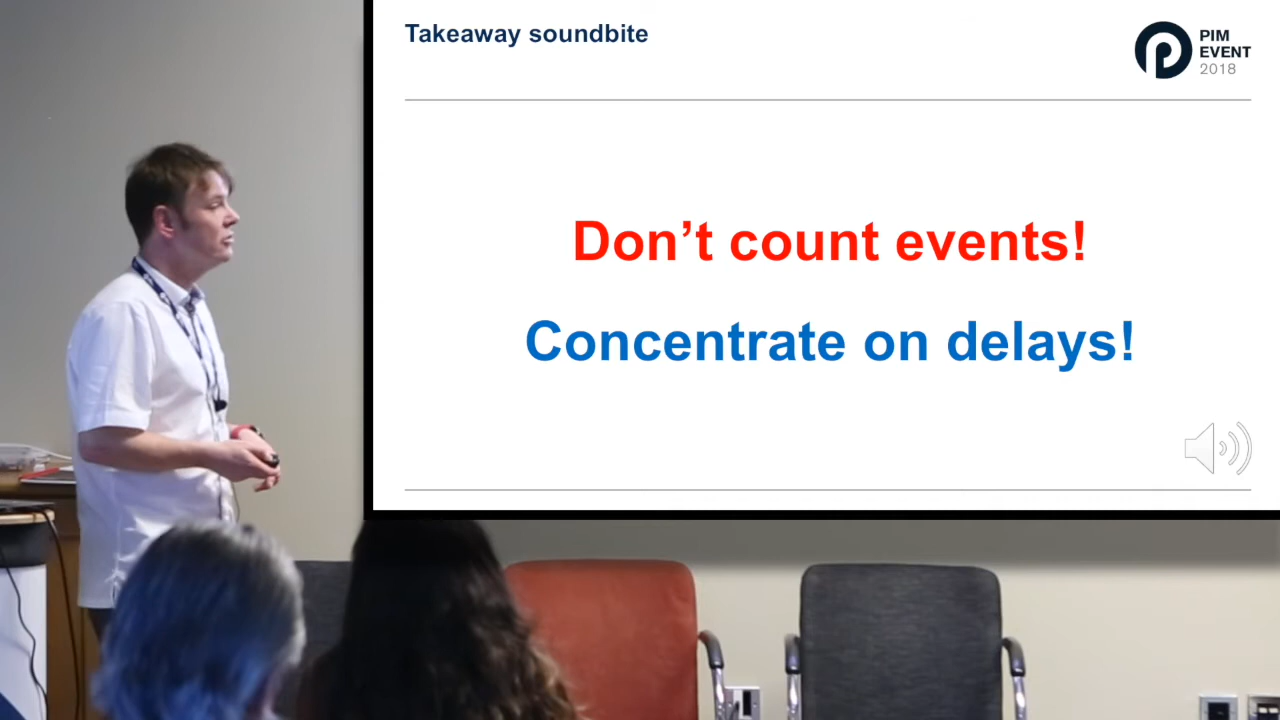 Takeaway soundbite
PIM
EVENT
2018
Don’t count events!
Concentrate on delays!